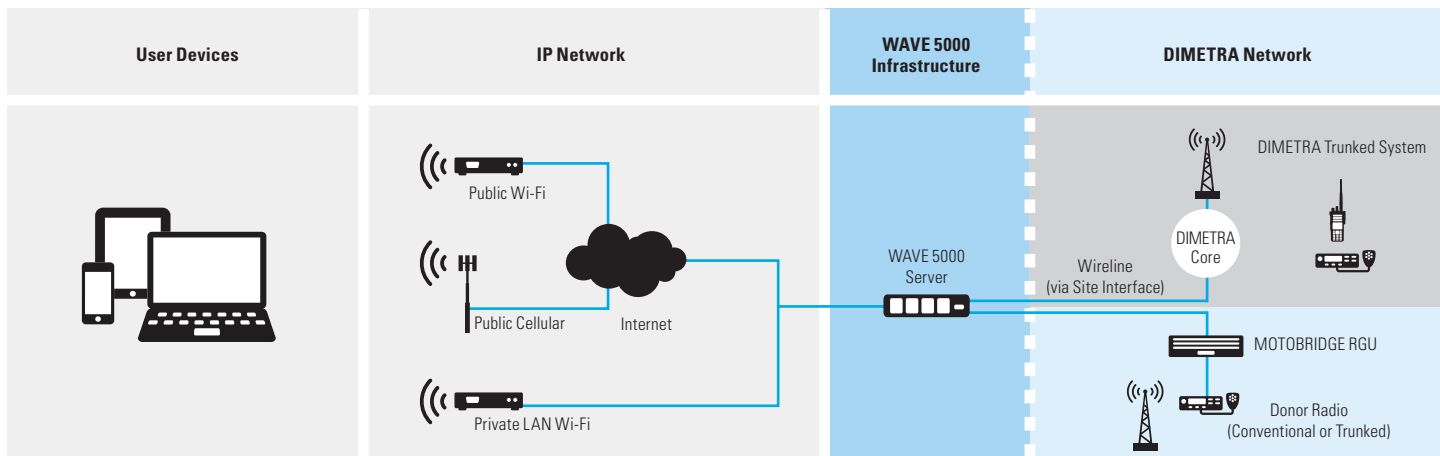 User Devices
IP Network
WAVE 5000
Infrastructure
DIMETRA Network
Public Wi-Fi
Public Cellular
Internet
Private LAN Wi-Fi
WAVE 5000
Server
Wireline
(via Site Interface)
DIMETRA Trunked System
DIMETRA
Core
MOTOBRIDGE RGU
Donor Radio
(Conventional or Trunked)